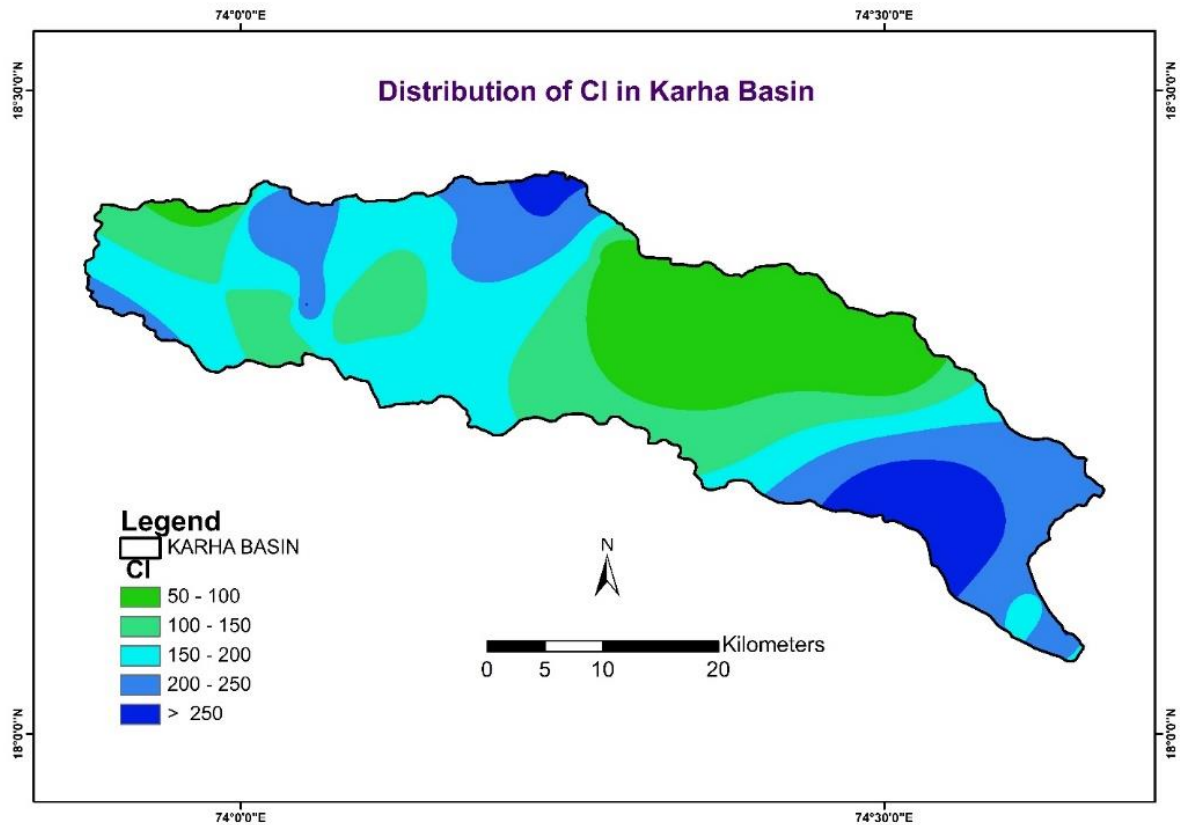 74°0'0"E 74°30'0"E
18°30'0"N 18°30'0"N
Distribution of Cl in Karha Basin
Legend
KARHA BASIN
Cl
50 - 100
100 - 150
150 - 200
200 - 250
> 250
N
Kilometers
0 5 10 20
18°0'0"N 18°0'0"N
74°0'0"E 74°30'0"E